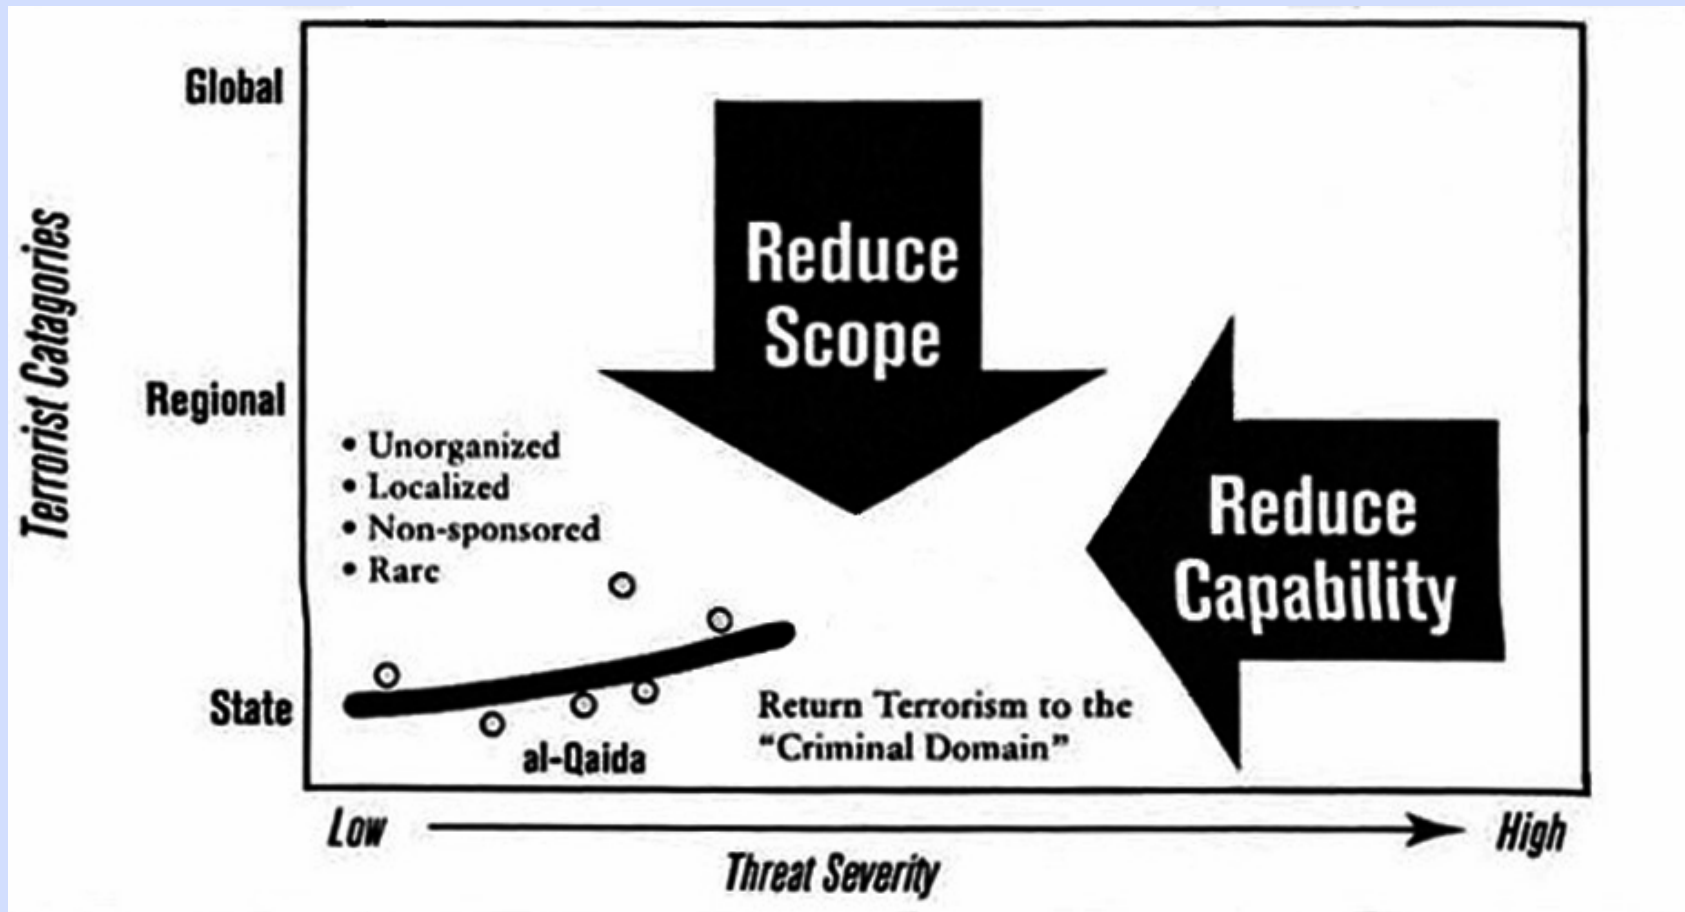 Terrorist Catagories
Global
Regional
State
Reduce
Scope
Reduce
Capability
• Unorganized
• Localized
• Non-sponsored
• Rare
al-Qaida
Return Terrorism to the
“Criminal Domain”
Low
High
Threat Severity